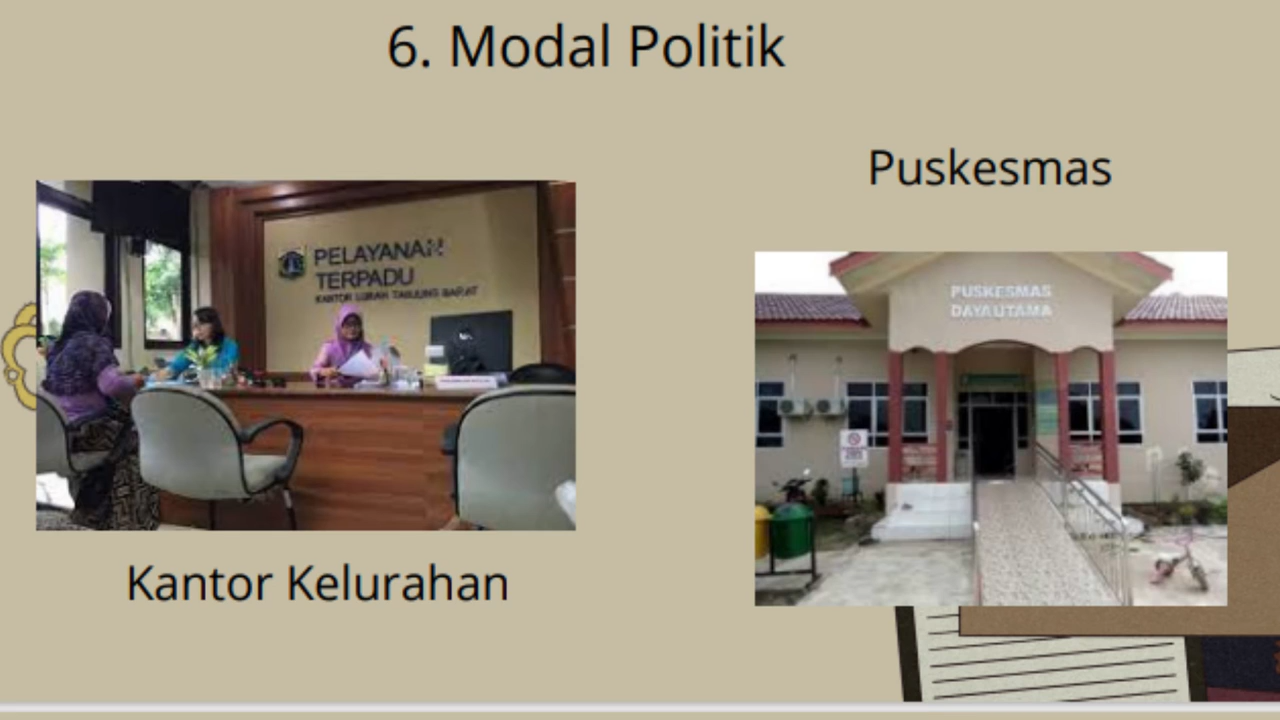 6. Modal Politik
Puskesmas
PELAYANAN
TERPADU
KANTOR LURAH TANJUNG BARAT
PUSKESMAS
DAYA UTAMA
Kantor Kelurahan